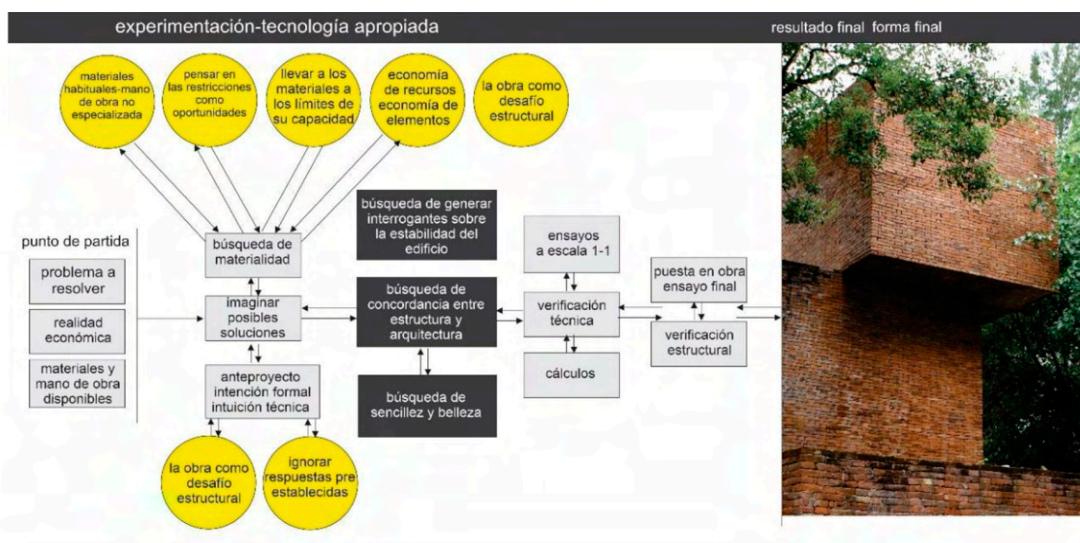 experimentación-tecnología apropiada
resultado final forma final
materiales
habituales-mano
de obra no
especializada
pensar en
las restricciones
como
oportunidades
llevar a los
materiales a
los límites de
su capacidad
economía
de recursos
economía de
elementos
la obra como
desafío
estructural
punto de partida
problema a
resolver
realidad
económica
materiales y
mano de obra
disponibles
búsqueda de
materialidad
imaginar
posibles
soluciones
anteproyecto
intención formal
intuición técnica
la obra como
desafío
estructural
ignorar
respuestas pre
establecidas
búsqueda de generar
interrogantes sobre
la estabilidad del
edificio
búsqueda de
concordancia entre
estructura y
arquitectura
búsqueda de
sencillez y belleza
ensayos
a escala 1-1
verificación
técnica
cálculos
puesta en obra
ensayo final
verificación
estructural